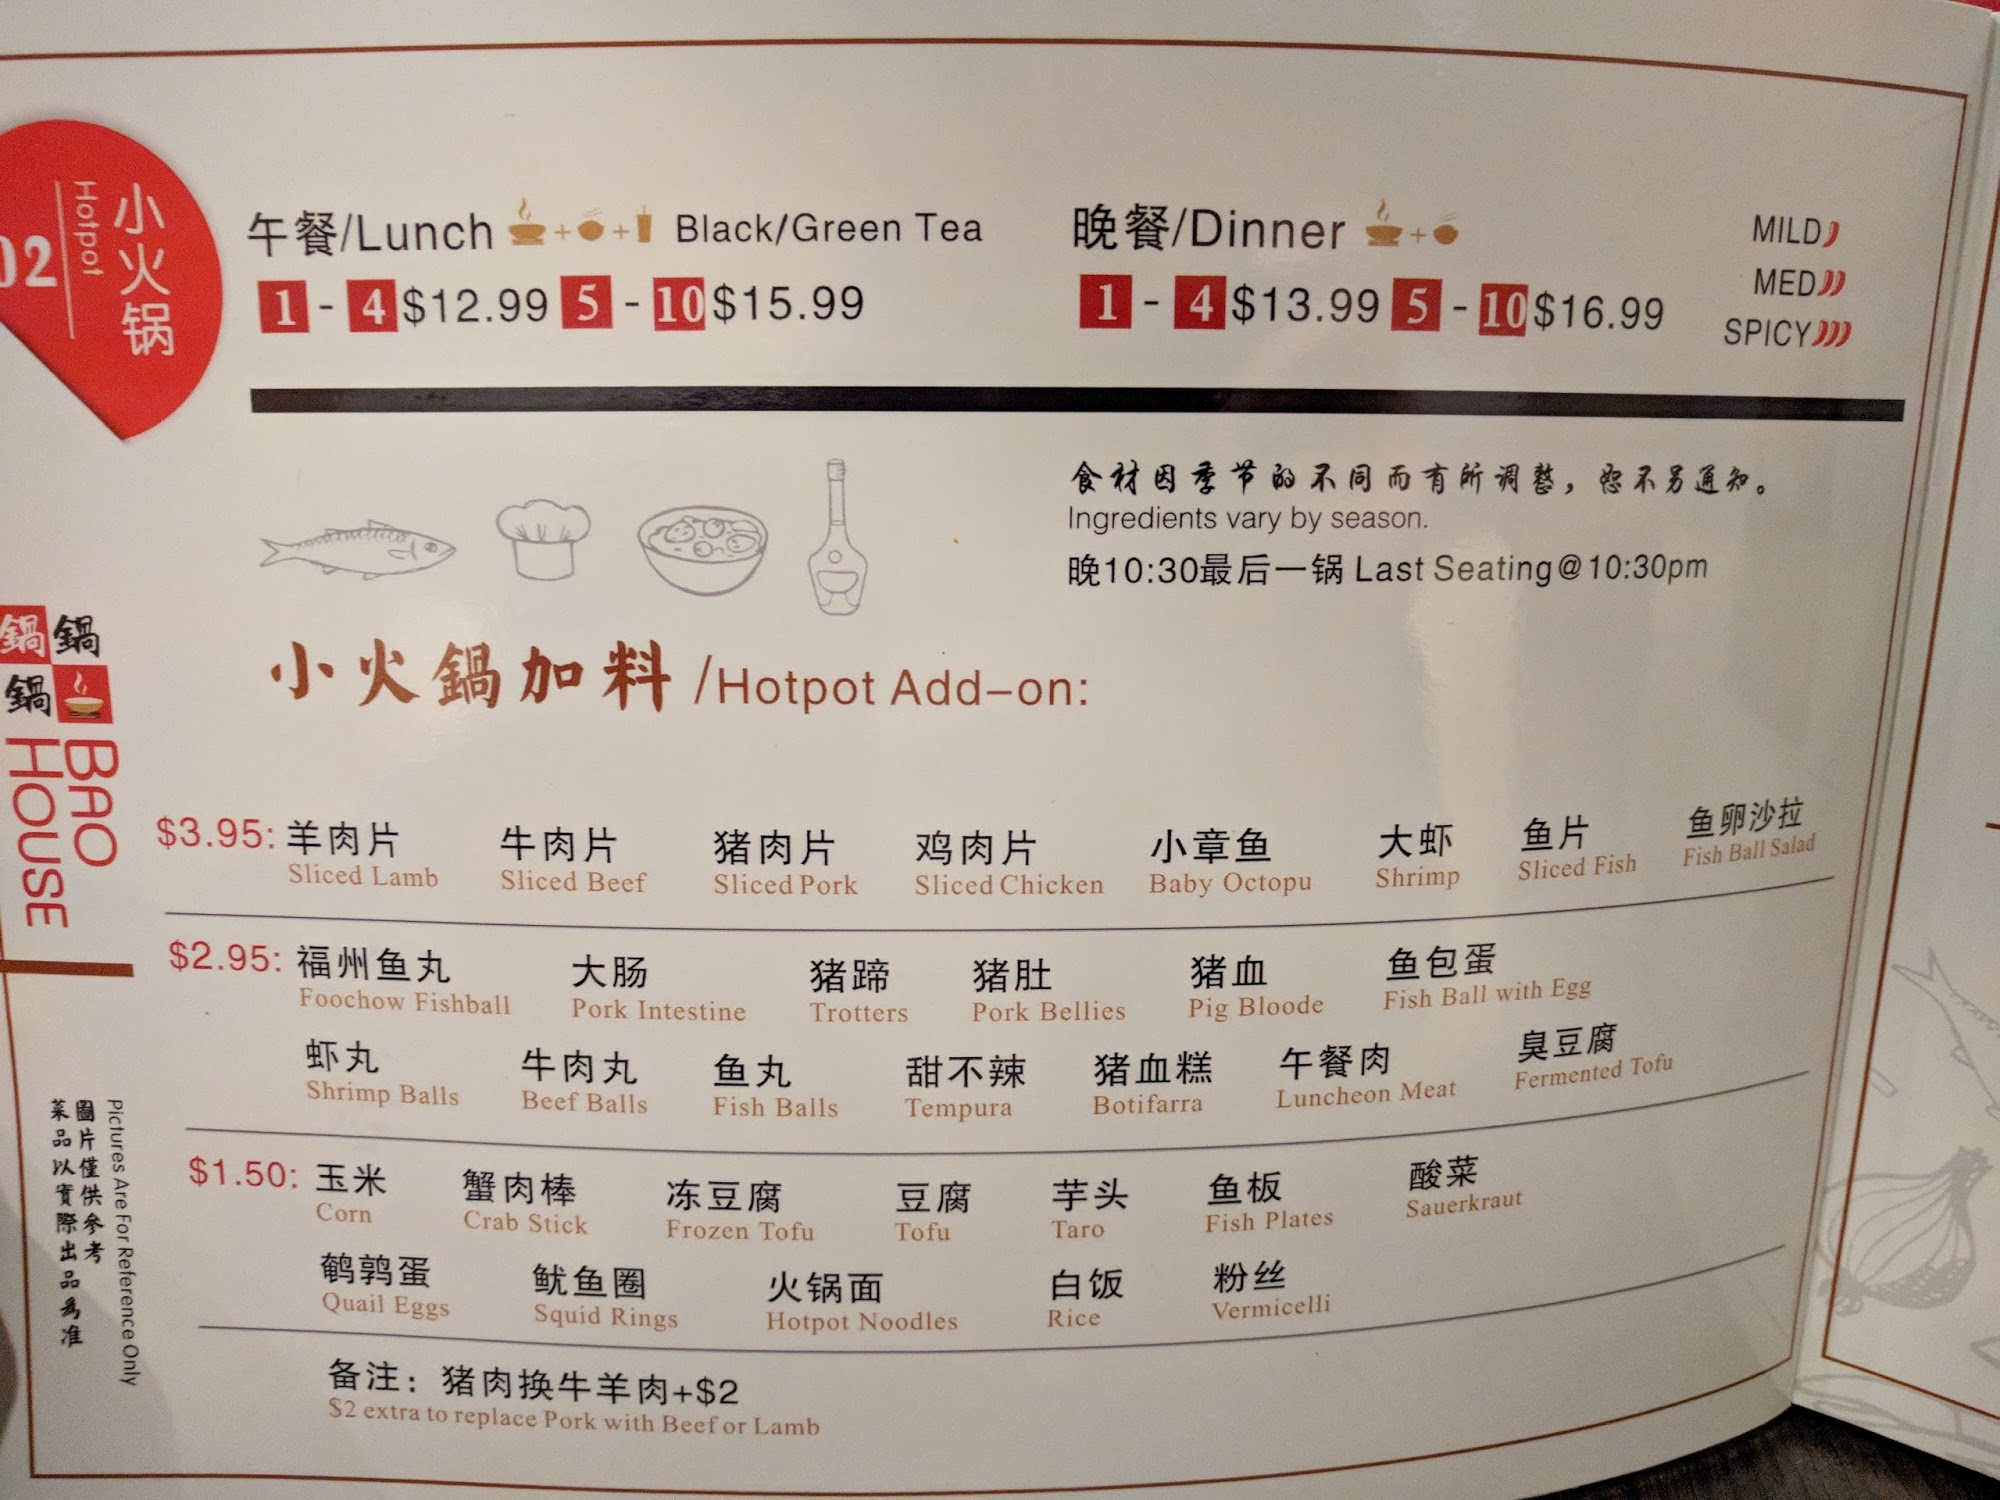 02
Hotpot
小火锅
午餐/Lunch + + Black/Green Tea
1 - 4 $12.99 5 - 10 $15.99
晚餐/Dinner +
1 - 4 $13.99 5 - 10 $16.99
MILD
MED
SPICY
食材因季节的不同而有所调整，恕不另通知。
Ingredients vary by season.
晚10:30最后一锅 Last Seating@10:30pm
鍋鍋
鍋
BAO
HOUSE
小火鍋加料/Hotpot Add-on:
$3.95: 羊肉片 牛肉片 猪肉片 鸡肉片 小章鱼 大虾 鱼片 鱼卵沙拉
Sliced Lamb Sliced Beef Sliced Pork Sliced Chicken Baby Octopu Shrimp Sliced Fish Fish Ball Salad
$2.95: 福州鱼丸 大肠 猪蹄 猪肚 猪血 鱼包蛋
Foochow Fishball Pork Intestine Trotters Pork Bellies Pig Bloode Fish Ball with Egg
虾丸 牛肉丸 鱼丸 甜不辣 猪血糕 午餐肉 臭豆腐
Shrimp Balls Beef Balls Fish Balls Tempura Botifarra Luncheon Meat Fermented Tofu
$1.50: 玉米 蟹肉棒 冻豆腐 豆腐 芋头 鱼板 酸菜
Corn Crab Stick Frozen Tofu Tofu Taro Fish Plates Sauerkraut
鹌鹑蛋 鱿鱼圈 火锅面 白饭 粉丝
Quail Eggs Squid Rings Hotpot Noodles Rice Vermicelli
备注：猪肉换牛羊肉+$2
$2 extra to replace Pork with Beef or Lamb
Pictures Are For Reference Only
圖片僅供參考
菜品以實際出品為准